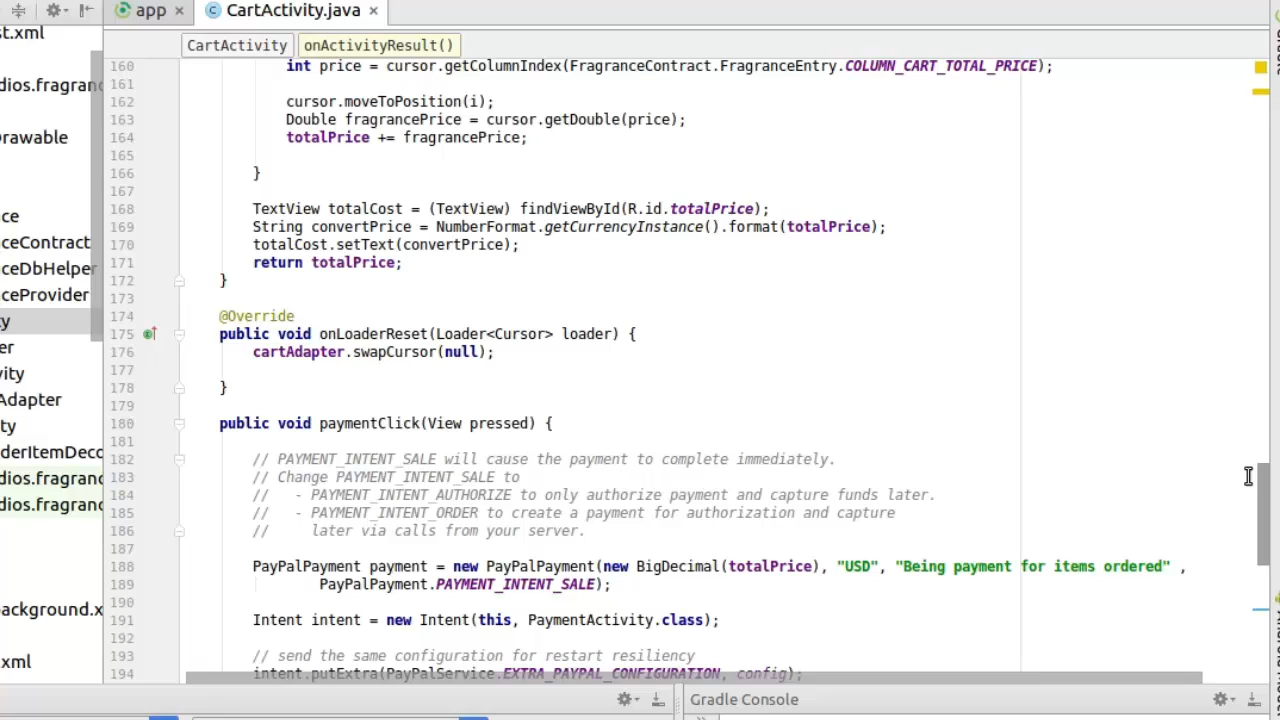 app
CartActivity.java
st.xml
CartActivity
onActivityResult()
dios.fragranc
Drawable
ce
ceContract
ceDbHelper
ceProvider
ty
er
vity
Adapter
ty
derItemDeco
dios.fragranc
dios.fragranc
background.x
xml
160 int price = cursor.getColumnIndex(FragranceContract.FragranceEntry.COLUMN_CART_TOTAL_PRICE);
161
162 cursor.moveToPosition(i);
163 Double fragrancePrice = cursor.getDouble(price);
164 totalPrice += fragrancePrice;
165
166 }
167
168 TextView totalCost = (TextView) findViewById(R.id.totalPrice);
169 String convertPrice = NumberFormat.getCurrencyInstance().format(totalPrice);
170 totalCost.setText(convertPrice);
171 return totalPrice;
172 }
173
174 @Override
175 public void onLoaderReset(Loader<Cursor> loader) {
176 cartAdapter.swapCursor(null);
177
178 }
179
180 public void paymentClick(View pressed) {
181
182 // PAYMENT_INTENT_SALE will cause the payment to complete immediately.
183 // Change PAYMENT_INTENT_SALE to
184 //   - PAYMENT_INTENT_AUTHORIZE to only authorize payment and capture funds later.
185 //   - PAYMENT_INTENT_ORDER to create a payment for authorization and capture
186 //     later via calls from your server.
187
188 PayPalPayment payment = new PayPalPayment(new BigDecimal(totalPrice), "USD", "Being payment for items ordered" ,
189 PayPalPayment.PAYMENT_INTENT_SALE);
190
191 Intent intent = new Intent(this, PaymentActivity.class);
192
193 // send the same configuration for restart resiliency
194 intent.putExtra(PayPalService.EXTRA_PAYPAL_CONFIGURATION, config);
Gradle Console